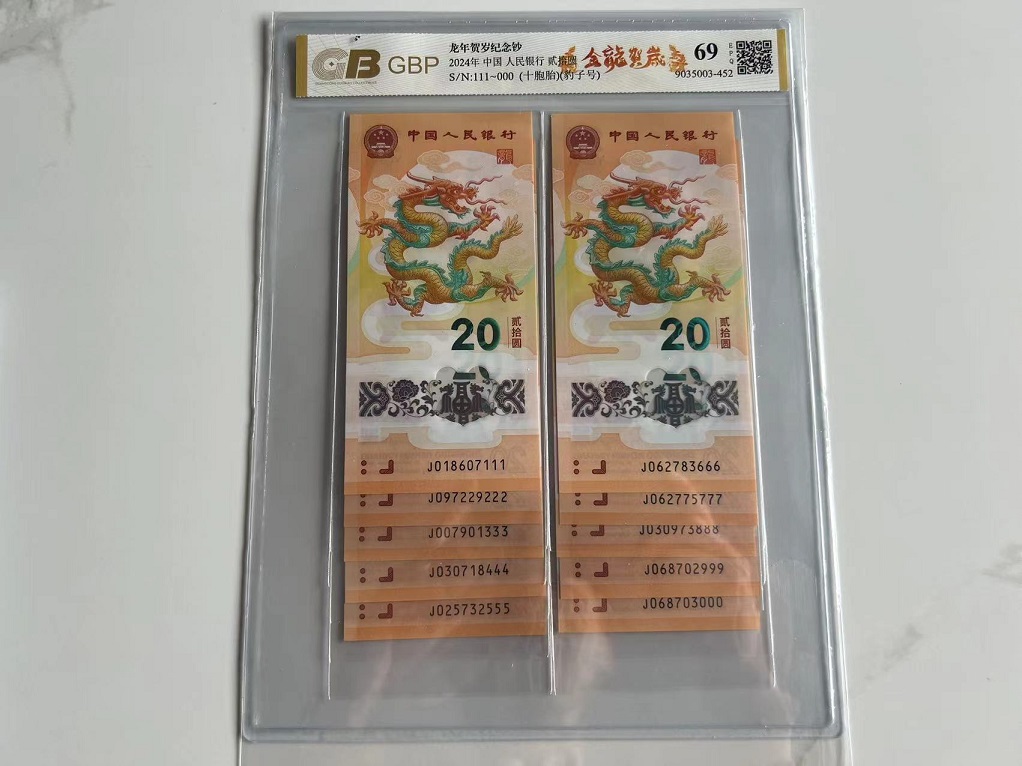 GB GBP
龙年贺岁纪念钞
2024年 中国 人民银行 贰拾圆
S/N:111~000 (十胞胎)(豹子号)
金龍贺歲
69
EPQ
9035003-452
中国人民银行
20
贰拾圆
J018607111
J097229222
J007901333
J030718444
J025732555
中国人民银行
20
贰拾圆
J062783666
J062775777
J030973888
J068702999
J068703000